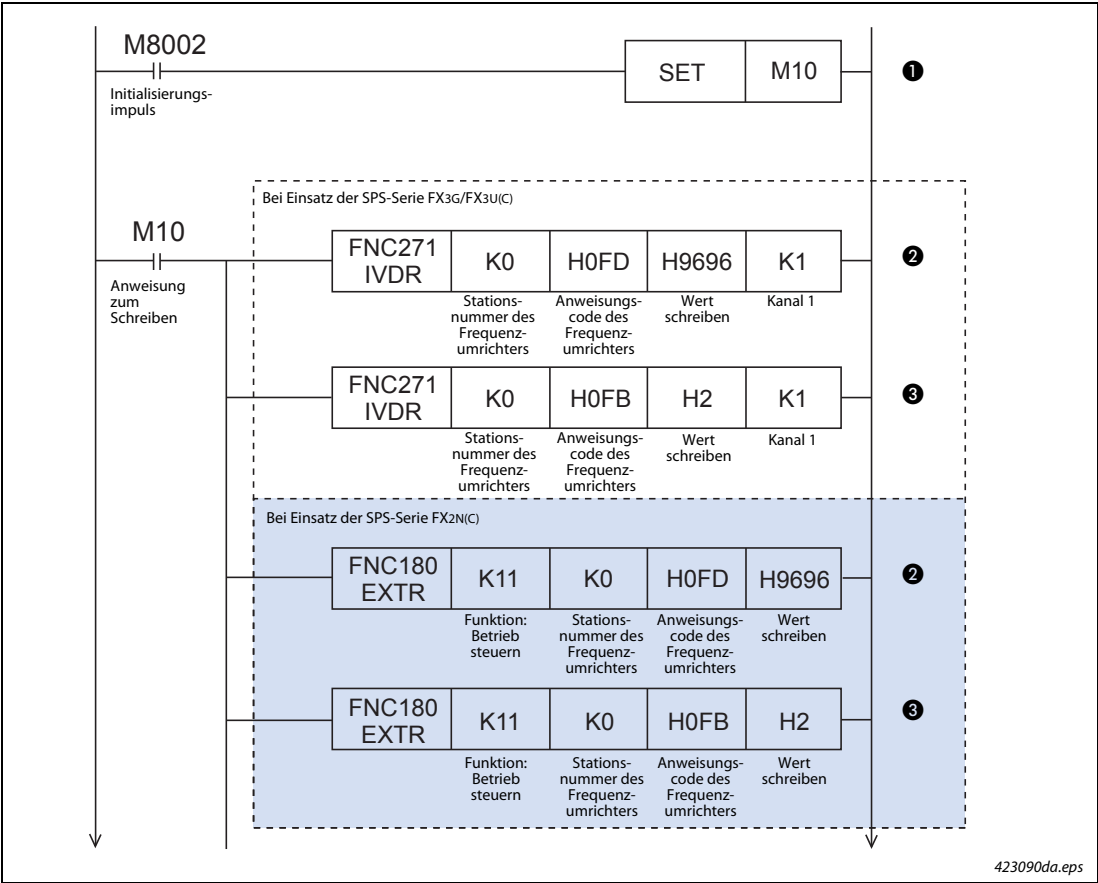 M8002
SET M10 ❶
Initialisierungs-
impuls
Bei Einsatz der SPS-Serie FX3G/FX3U(C)
M10
Anweisung
zum
Schreiben
FNC271
IVDR
K0 H0FD H9696 K1 ❷
Stations-
nummer des
Frequenz-
umrichters
Anweisungs-
code des
Frequenz-
umrichters
Wert
schreiben
Kanal 1
FNC271
IVDR
K0 H0FB H2 K1 ❸
Stations-
nummer des
Frequenz-
umrichters
Anweisungs-
code des
Frequenz-
umrichters
Wert
schreiben
Kanal 1
Bei Einsatz der SPS-Serie FX2N(C)
FNC180
EXTR
K11 K0 H0FD H9696 ❷
Funktion:
Betrieb
steuern
Stations-
nummer des
Frequenz-
umrichters
Anweisungs-
code des
Frequenz-
umrichters
Wert
schreiben
FNC180
EXTR
K11 K0 H0FB H2 ❸
Funktion:
Betrieb
steuern
Stations-
nummer des
Frequenz-
umrichters
Anweisungs-
code des
Frequenz-
umrichters
Wert
schreiben
423090da.eps